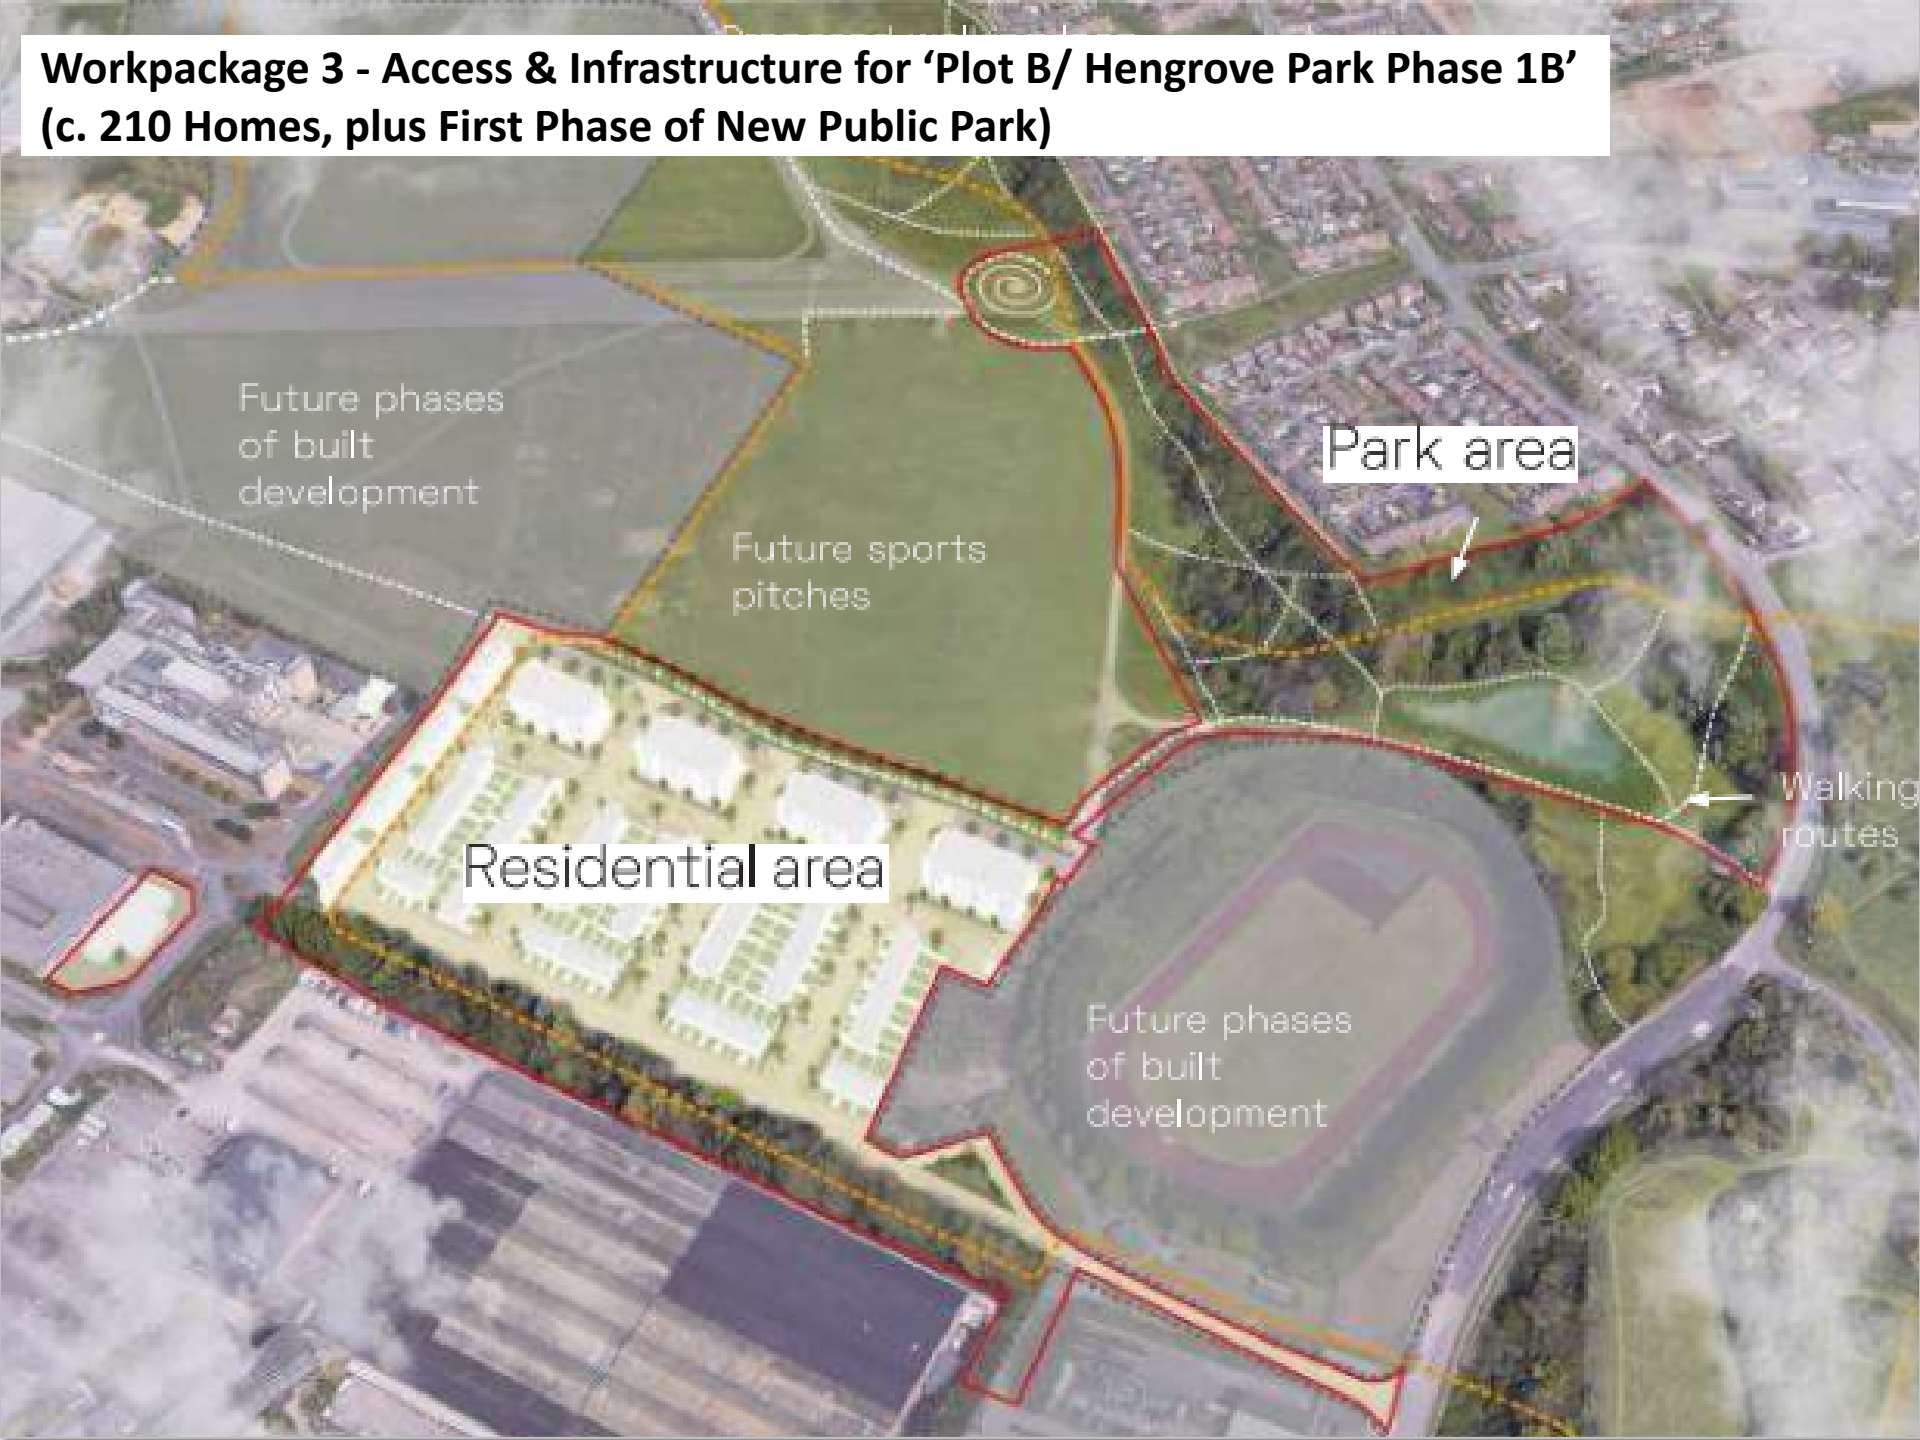 Workpackage 3 - Access & Infrastructure for ‘Plot B/ Hengrove Park Phase 1B’
(c. 210 Homes, plus First Phase of New Public Park)
Future phases
of built
development
Park area
Future sports
pitches
Walking
routes
Residential area
Future phases
of built
development